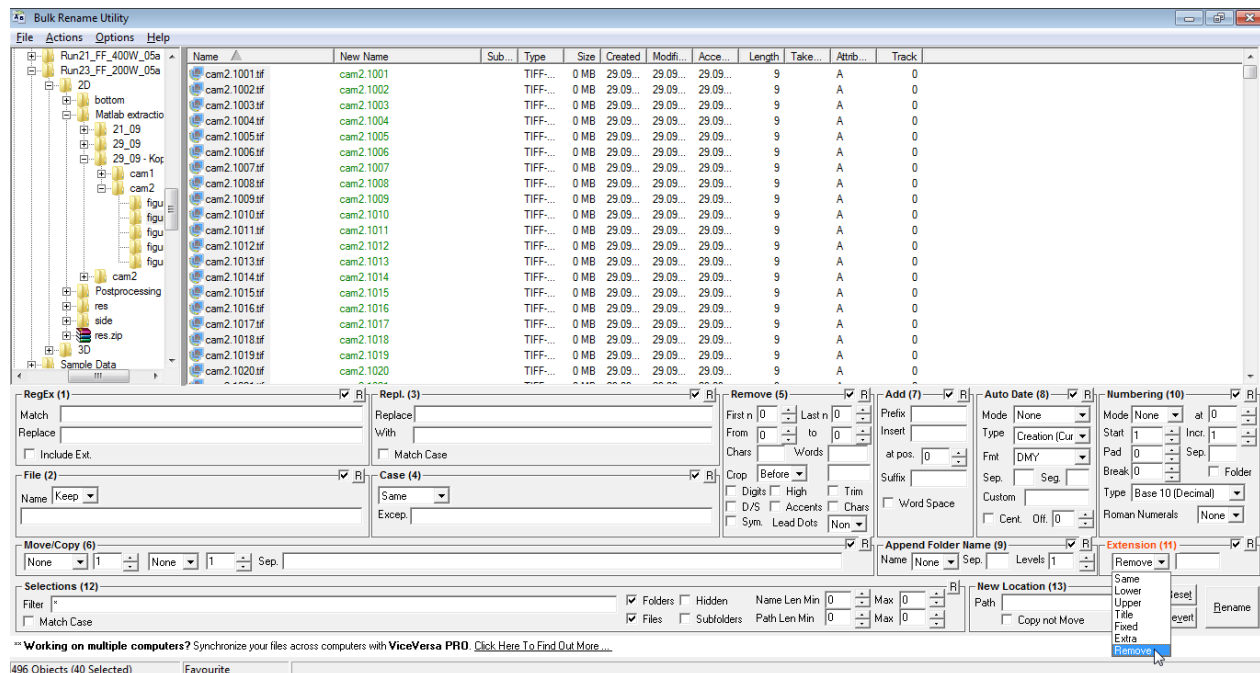 Bulk Rename Utility
File Actions Options Help
Run21_FF_400W_05a
Run23_FF_200W_05a
2D
bottom
Matlab extractio
21_09
29_09
29_09 - Kop
cam1
cam2
figu
figu
figu
figu
figu
cam2
Postprocessing
res
side
res.zip
3D
Sample Data
Name New Name Sub... Type Size Created Modifi... Acce... Length Take... Attrib... Track
cam2.1001.tif cam2.1001 TIFF-... 0 MB 29.09... 29.09... 29.09... 9 A 0
cam2.1002.tif cam2.1002 TIFF-... 0 MB 29.09... 29.09... 29.09... 9 A 0
cam2.1003.tif cam2.1003 TIFF-... 0 MB 29.09... 29.09... 29.09... 9 A 0
cam2.1004.tif cam2.1004 TIFF-... 0 MB 29.09... 29.09... 29.09... 9 A 0
cam2.1005.tif cam2.1005 TIFF-... 0 MB 29.09... 29.09... 29.09... 9 A 0
cam2.1006.tif cam2.1006 TIFF-... 0 MB 29.09... 29.09... 29.09... 9 A 0
cam2.1007.tif cam2.1007 TIFF-... 0 MB 29.09... 29.09... 29.09... 9 A 0
cam2.1008.tif cam2.1008 TIFF-... 0 MB 29.09... 29.09... 29.09... 9 A 0
cam2.1009.tif cam2.1009 TIFF-... 0 MB 29.09... 29.09... 29.09... 9 A 0
cam2.1010.tif cam2.1010 TIFF-... 0 MB 29.09... 29.09... 29.09... 9 A 0
cam2.1011.tif cam2.1011 TIFF-... 0 MB 29.09... 29.09... 29.09... 9 A 0
cam2.1012.tif cam2.1012 TIFF-... 0 MB 29.09... 29.09... 29.09... 9 A 0
cam2.1013.tif cam2.1013 TIFF-... 0 MB 29.09... 29.09... 29.09... 9 A 0
cam2.1014.tif cam2.1014 TIFF-... 0 MB 29.09... 29.09... 29.09... 9 A 0
cam2.1015.tif cam2.1015 TIFF-... 0 MB 29.09... 29.09... 29.09... 9 A 0
cam2.1016.tif cam2.1016 TIFF-... 0 MB 29.09... 29.09... 29.09... 9 A 0
cam2.1017.tif cam2.1017 TIFF-... 0 MB 29.09... 29.09... 29.09... 9 A 0
cam2.1018.tif cam2.1018 TIFF-... 0 MB 29.09... 29.09... 29.09... 9 A 0
cam2.1019.tif cam2.1019 TIFF-... 0 MB 29.09... 29.09... 29.09... 9 A 0
cam2.1020.tif cam2.1020 TIFF-... 0 MB 29.09... 29.09... 29.09... 9 A 0
RegEx (1) R
Match
Replace
Include Ext.
Repl. (3) R
Replace
With
Match Case
Remove (5) R
First n 0 Last n 0
From 0 to 0
Chars Words
Crop Before
Digits High Trim
D/S Accents Chars
Sym. Lead Dots Non
Add (7) R
Prefix
Insert
at pos. 0
Suffix
Word Space
Auto Date (8) R
Mode None
Type Creation (Cur
Fmt DMY
Sep. Seg.
Custom
Cent. Off. 0
Numbering (10) R
Mode None at 0
Start 1 Incr. 1
Pad 0 Sep.
Break 0 Folder
Type Base 10 (Decimal)
Roman Numerals None
File (2) R
Name Keep
Case (4) R
Same
Excep.
Move/Copy (6) R
None 1 None 1 Sep.
Append Folder Name (9) R
Name None Sep. Levels 1
Extension (11) R
Remove
Same
Lower
Upper
Title
Fixed
Extra
Remove
Selections (12) R
Filter * Folders Hidden Name Len Min 0 Max 0
Match Case Files Subfolders Path Len Min 0 Max 0
New Location (13)
Path
Copy not Move
Rename
** Working on multiple computers? Synchronize your files across computers with ViceVersa PRO. Click Here To Find Out More ...
496 Objects (40 Selected) Favourite